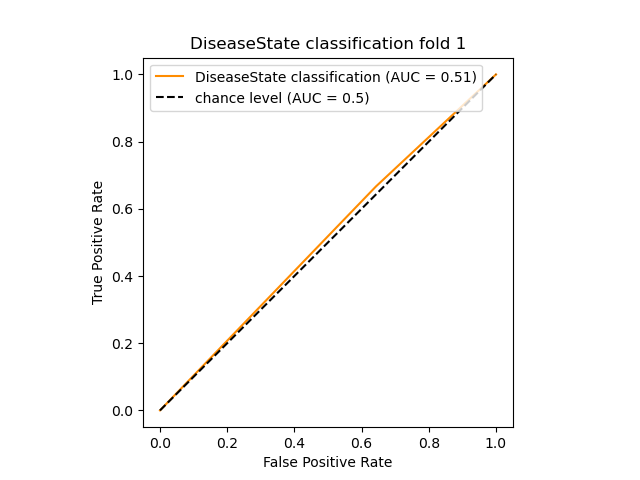 DiseaseState classification fold 1
DiseaseState classification (AUC = 0.51)
chance level (AUC = 0.5)
1.0
0.8
0.6
0.4
0.2
0.0
True Positive Rate
0.0 0.2 0.4 0.6 0.8 1.0
False Positive Rate